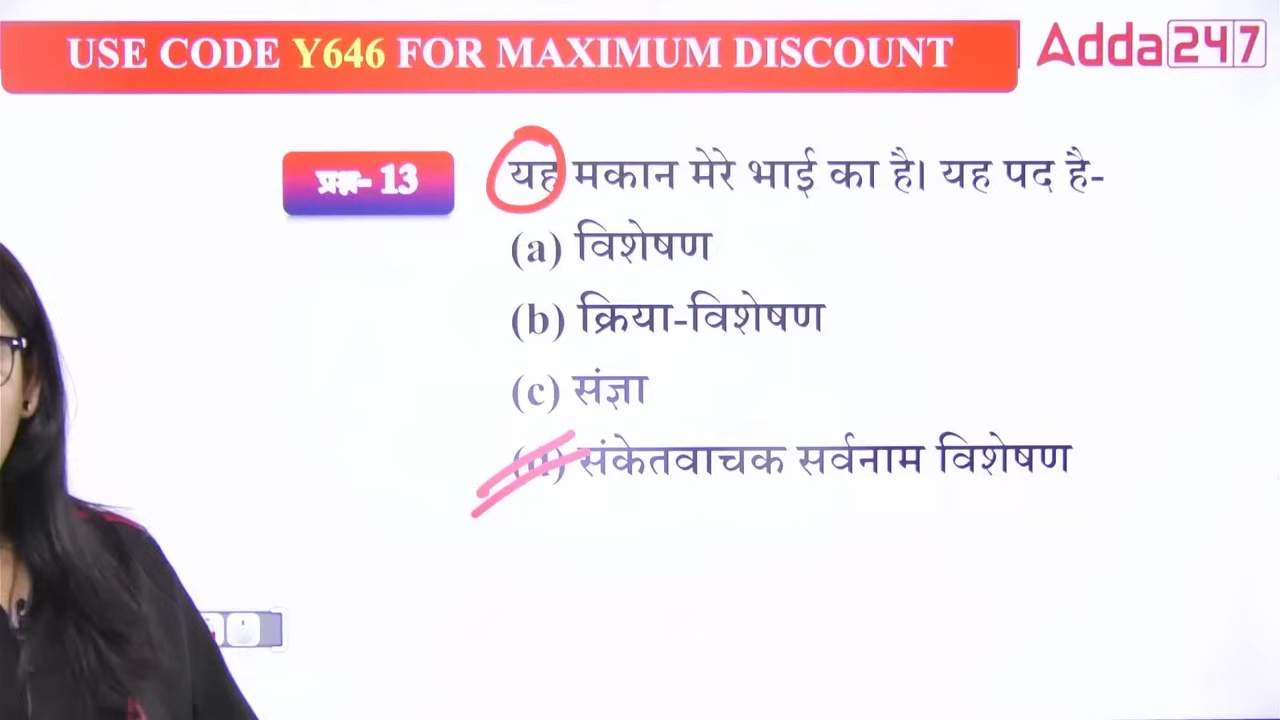 USE CODE Y646 FOR MAXIMUM DISCOUNT
Adda247
प्रश्न- 13
यह मकान मेरे भाई का है। यह पद है-
(a) विशेषण
(b) क्रिया-विशेषण
(c) संज्ञा
(d) संकेतवाचक सर्वनाम विशेषण